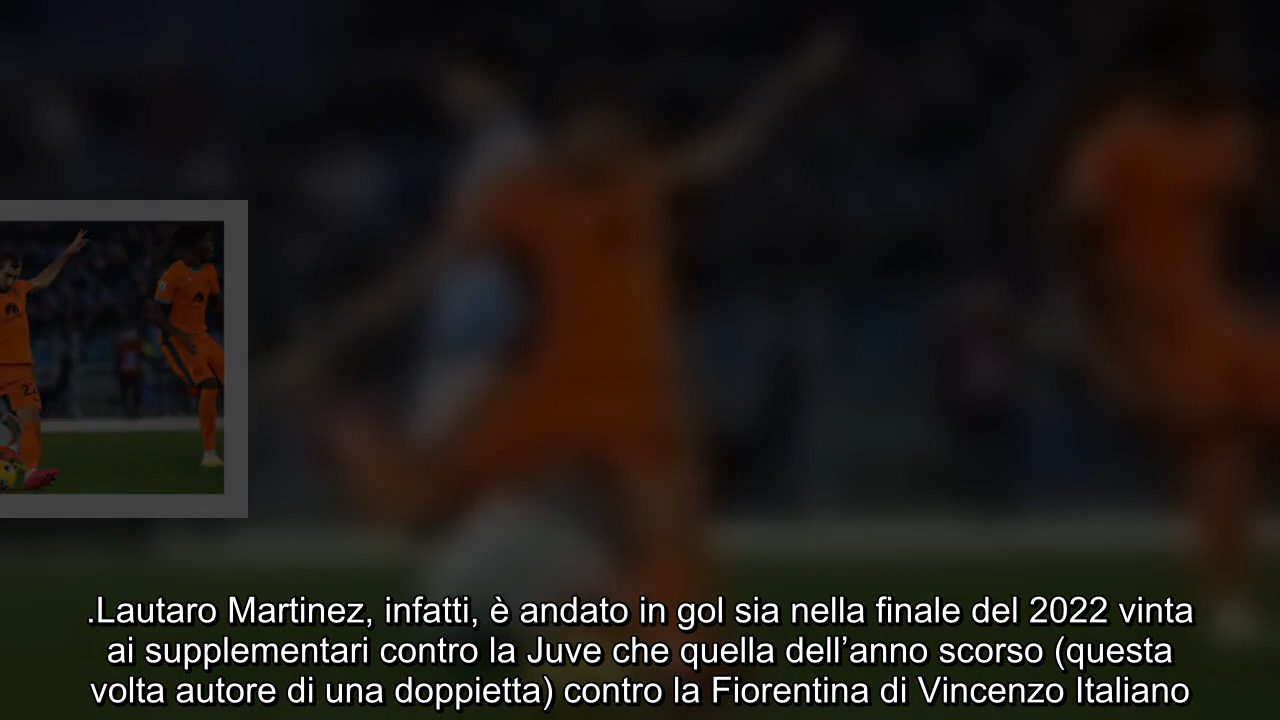 .Lautaro Martinez, infatti, è andato in gol sia nella finale del 2022 vinta
ai supplementari contro la Juve che quella dell’anno scorso (questa
volta autore di una doppietta) contro la Fiorentina di Vincenzo Italiano